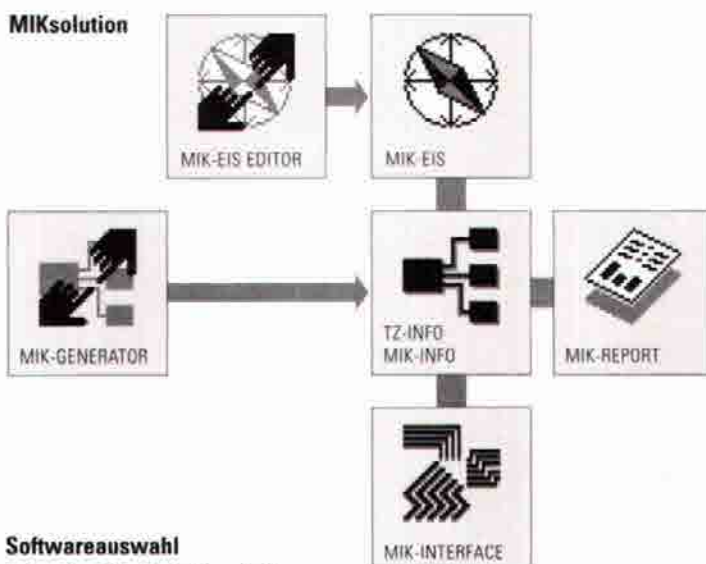 MIKsolution
MIK-EIS EDITOR
MIK-EIS
MIK-GENERATOR
TZ-INFO
MIK-INFO
MIK-REPORT
MIK-INTERFACE
Softwareauswahl